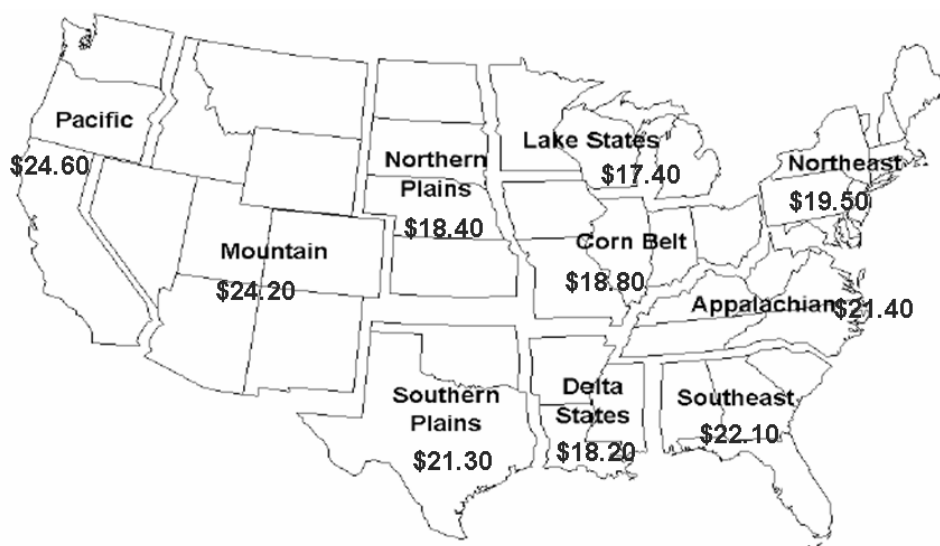 Pacific
$24.60
Mountain
$24.20
Northern
Plains
$18.40
Lake States
$17.40
Corn Belt
$18.80
Northeast
$19.50
Appalachian
$21.40
Southern
Plains
$21.30
Delta
States
$18.20
Southeast
$22.10